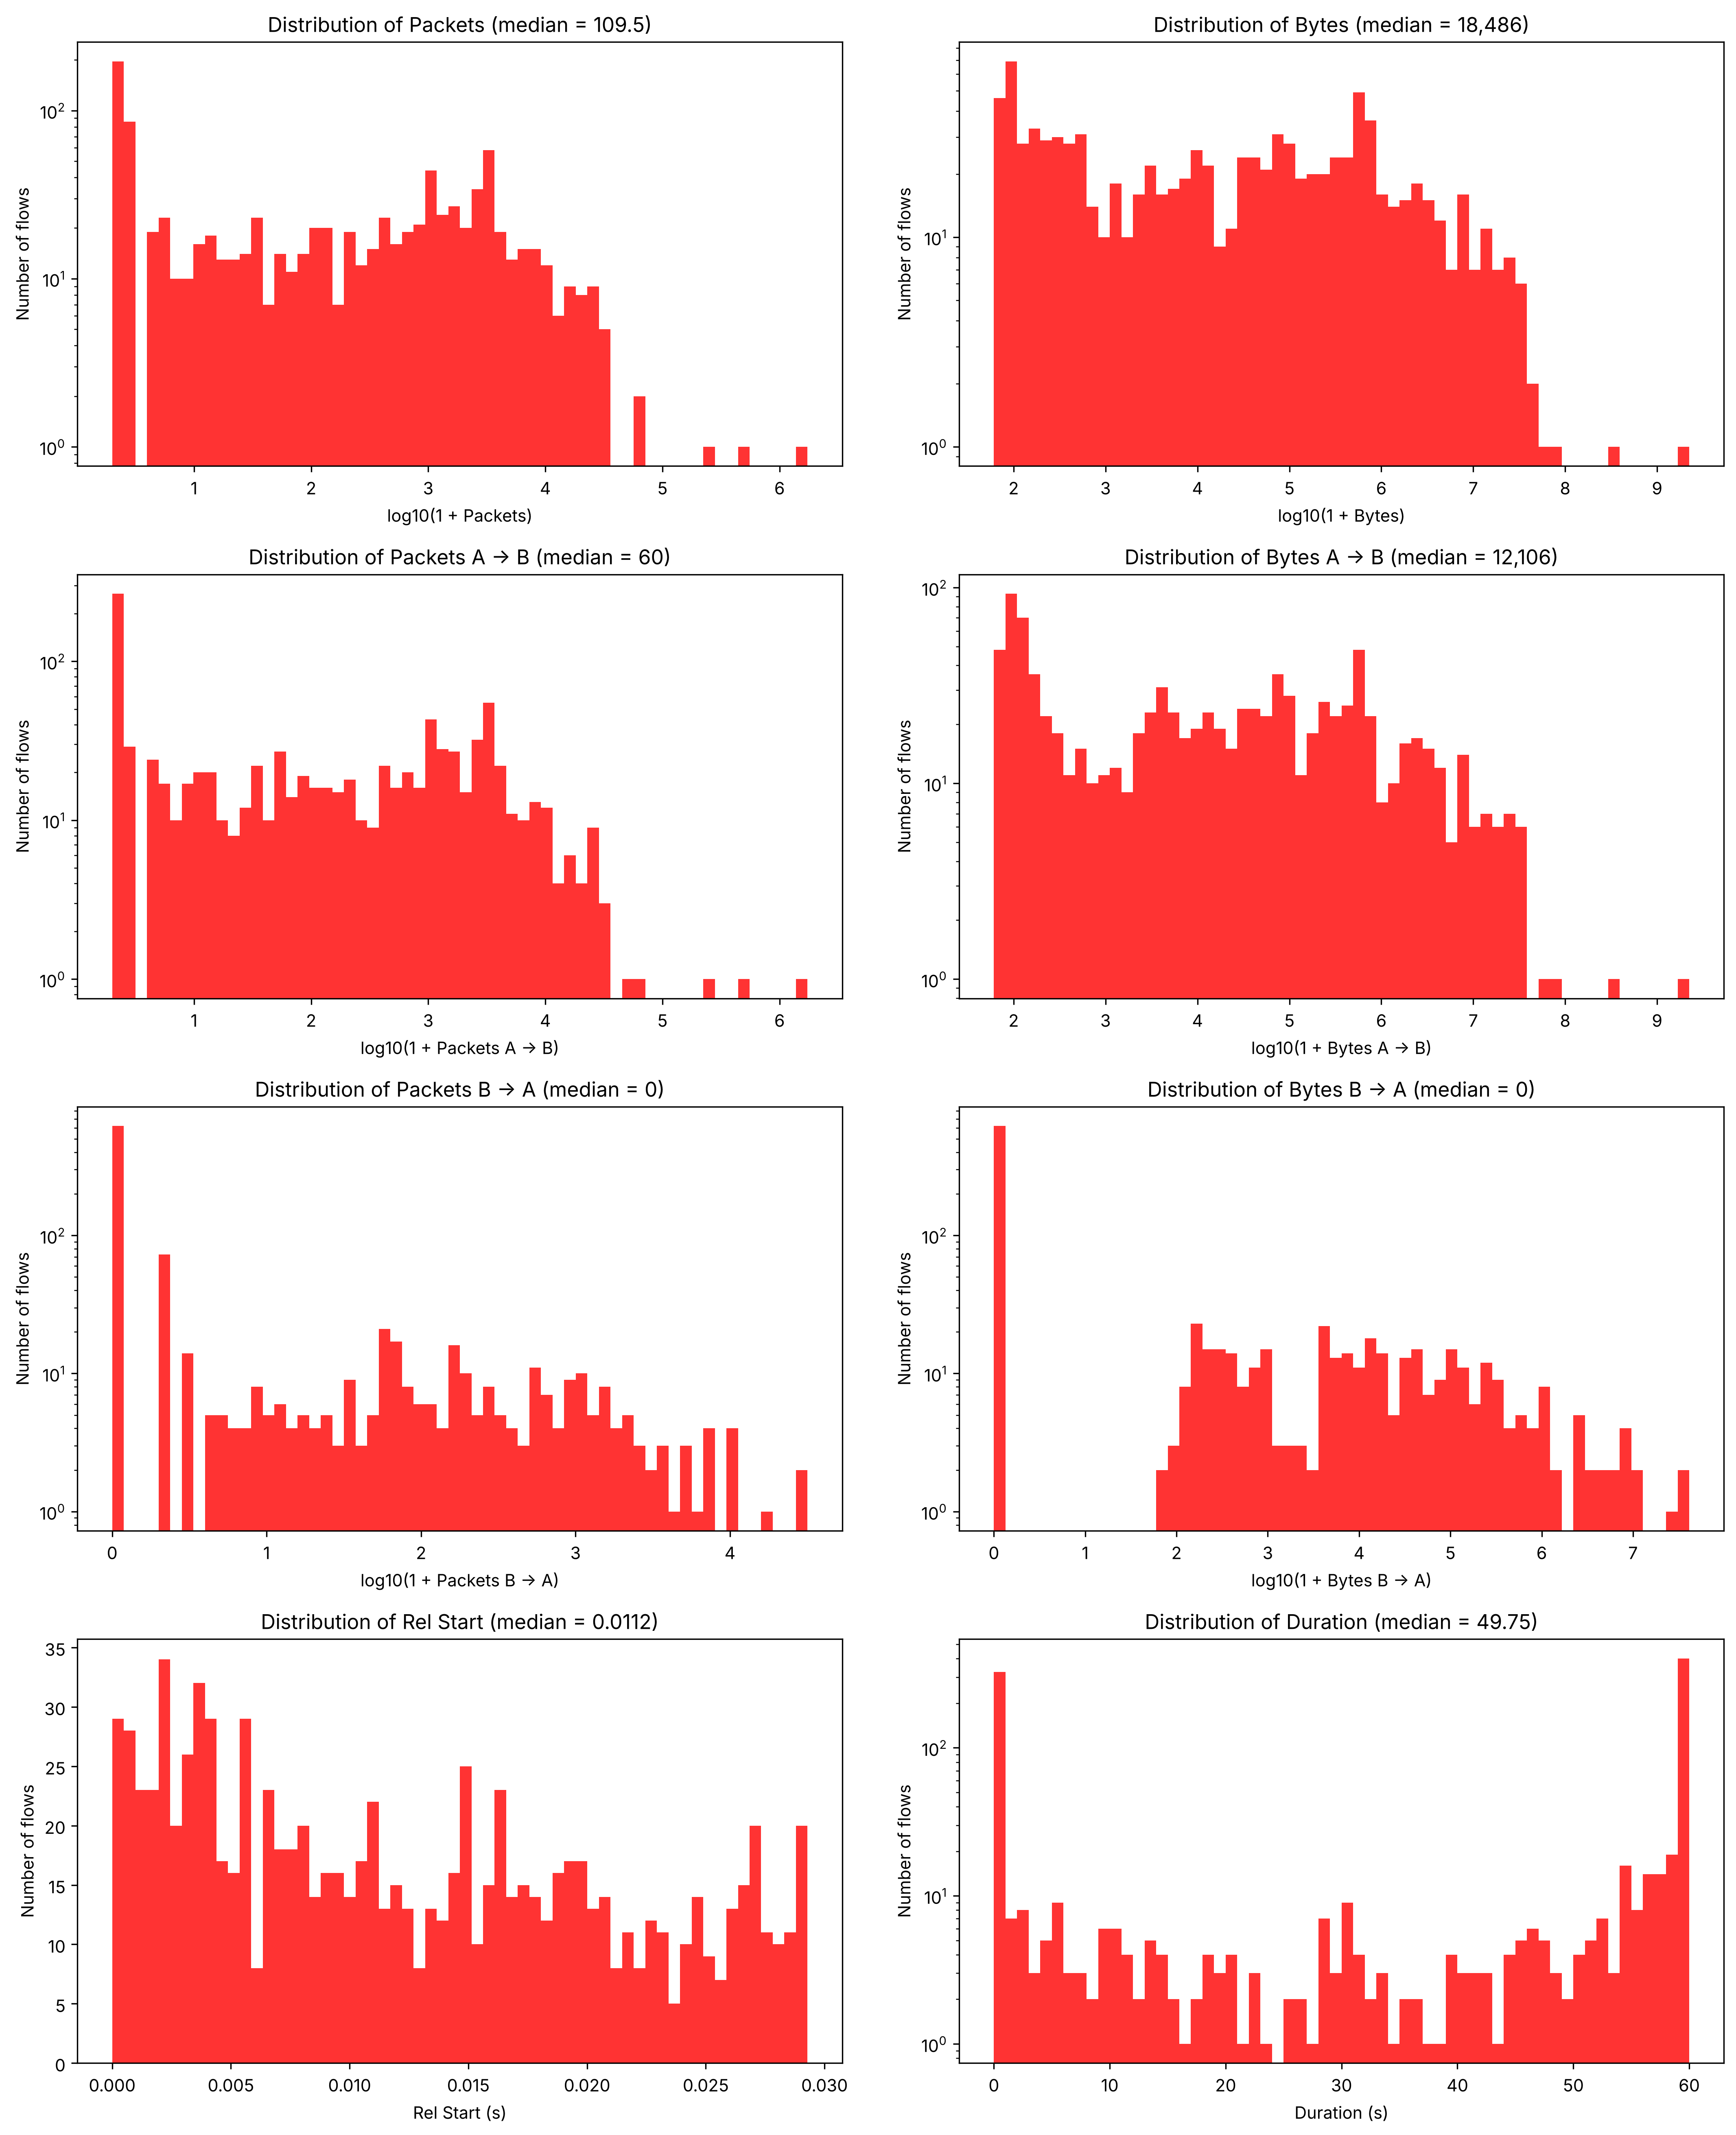 Distribution of Packets (median = 109.5)
Number of flows
10²
10¹
10⁰
1 2 3 4 5 6
log10(1 + Packets)
Distribution of Bytes (median = 18,486)
Number of flows
10¹
10⁰
2 3 4 5 6 7 8 9
log10(1 + Bytes)
Distribution of Packets A → B (median = 60)
Number of flows
10²
10¹
10⁰
1 2 3 4 5 6
log10(1 + Packets A → B)
Distribution of Bytes A → B (median = 12,106)
Number of flows
10²
10¹
10⁰
2 3 4 5 6 7 8 9
log10(1 + Bytes A → B)
Distribution of Packets B → A (median = 0)
Number of flows
10²
10¹
10⁰
0 1 2 3 4
log10(1 + Packets B → A)
Distribution of Bytes B → A (median = 0)
Number of flows
10²
10¹
10⁰
0 1 2 3 4 5 6 7
log10(1 + Bytes B → A)
Distribution of Rel Start (median = 0.0112)
Number of flows
35
30
25
20
15
10
5
0
0.000 0.005 0.010 0.015 0.020 0.025 0.030
Rel Start (s)
Distribution of Duration (median = 49.75)
Number of flows
10²
10¹
10⁰
0 10 20 30 40 50 60
Duration (s)